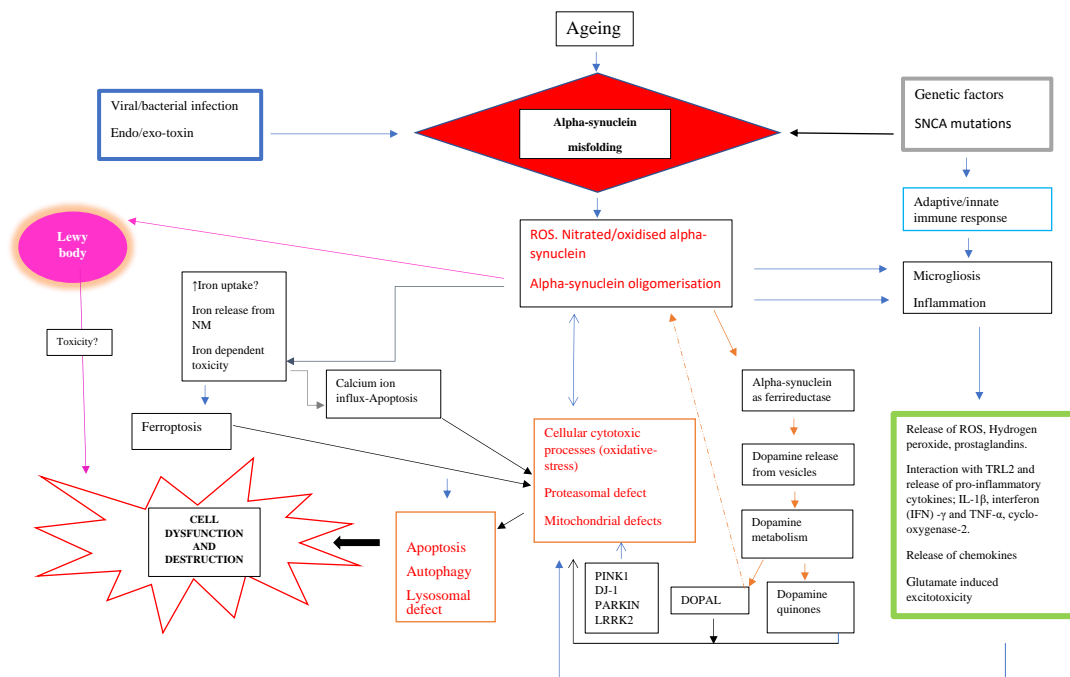 Ageing
Viral/bacterial infection
Endo/exo-toxin
Alpha-synuclein
misfolding
Genetic factors
SNCA mutations
Adaptive/innate
immune response
Lewy
body
ROS. Nitrated/oxidised alpha-
synuclein
Alpha-synuclein oligomerisation
Microgliosis
Inflammation
↑Iron uptake?
Iron release from
NM
Iron dependent
toxicity
Toxicity?
Calcium ion
influx-Apoptosis
Alpha-synuclein
as ferrireductase
Ferroptosis
Cellular cytotoxic
processes (oxidative-
stress)
Proteasomal defect
Mitochondrial defects
Dopamine release
from vesicles
Release of ROS, Hydrogen
peroxide, prostaglandins.
Interaction with TRL2 and
release of pro-inflammatory
cytokines; IL-1β, interferon
(IFN) -γ and TNF-α, cyclo-
oxygenase-2.
Release of chemokines
Glutamate induced
excitotoxicity
CELL
DYSFUNCTION
AND
DESTRUCTION
Apoptosis
Autophagy
Lysosomal
defect
Dopamine
metabolism
PINK1
DJ-1
PARKIN
LRRK2
DOPAL
Dopamine
quinones